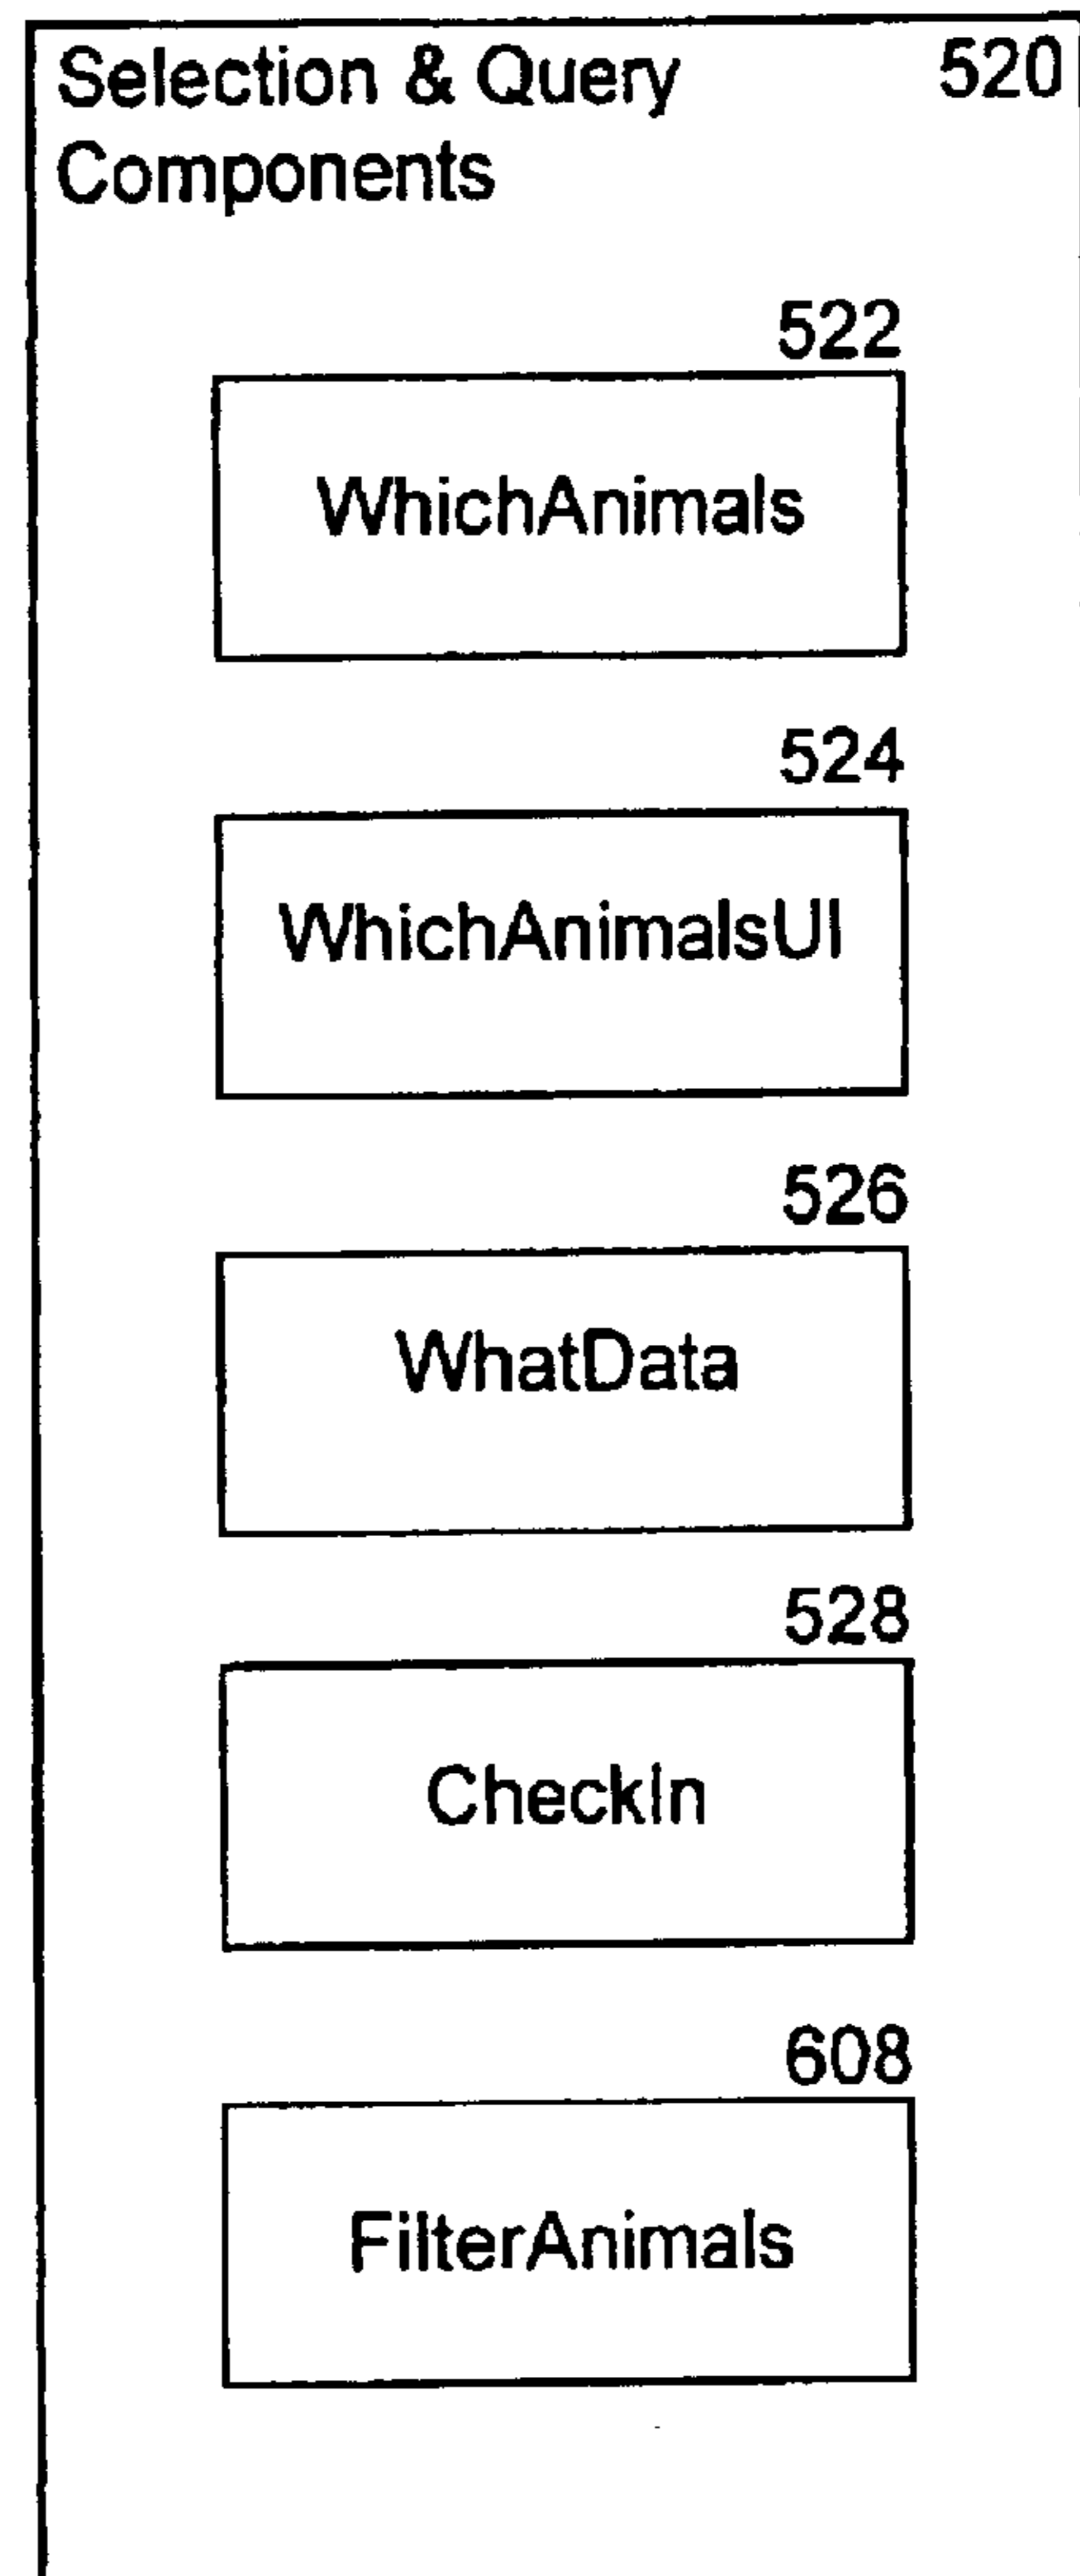 Selection & Query 520
Components
522
WhichAnimals
524
WhichAnimalsUI
526
WhatData
528
CheckIn
608
FilterAnimals